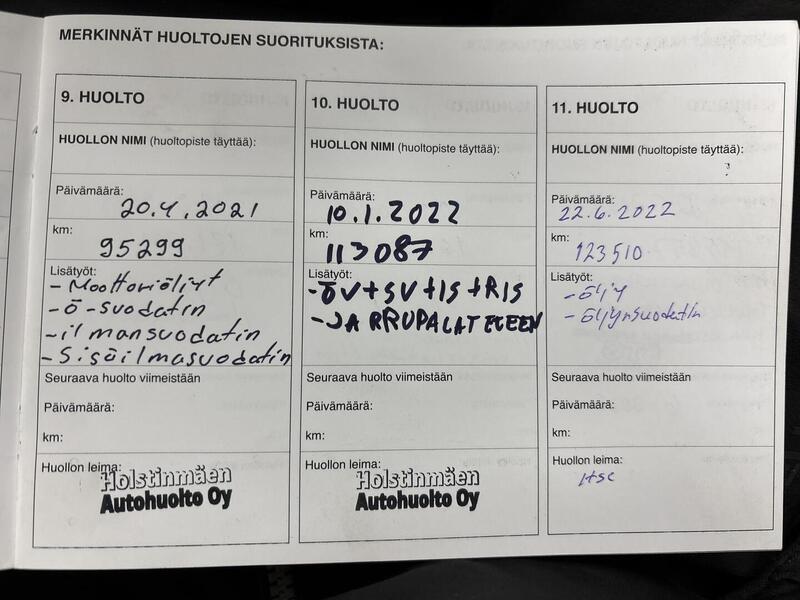 MERKINNÄT HUOLTOJEN SUORITUKSISTA:
9. HUOLTO
HUOLLON NIMI (huoltopiste täyttää):
Päivämäärä:
20.4.2021
km:
95299
Lisätyöt:
- Moottoriöljyt
- ö-suodatin
- ilmansuodatin
- Sisäilmasuodatin
Seuraava huolto viimeistään
Päivämäärä:
km:
Huollon leima:
Holstinmäen
Autohuolto Oy
10. HUOLTO
HUOLLON NIMI (huoltopiste täyttää):
Päivämäärä:
10.1.2022
km:
113087
Lisätyöt:
- ÖV+SV+IS+RIS
- JARRUPALAT ETEEN
Seuraava huolto viimeistään
Päivämäärä:
km:
Huollon leima:
Holstinmäen
Autohuolto Oy
11. HUOLTO
HUOLLON NIMI (huoltopiste täyttää):
Päivämäärä:
22.6.2022
km:
123510
Lisätyöt:
- öljy
- öljynsuodatin
Seuraava huolto viimeistään
Päivämäärä:
km:
Huollon leima: